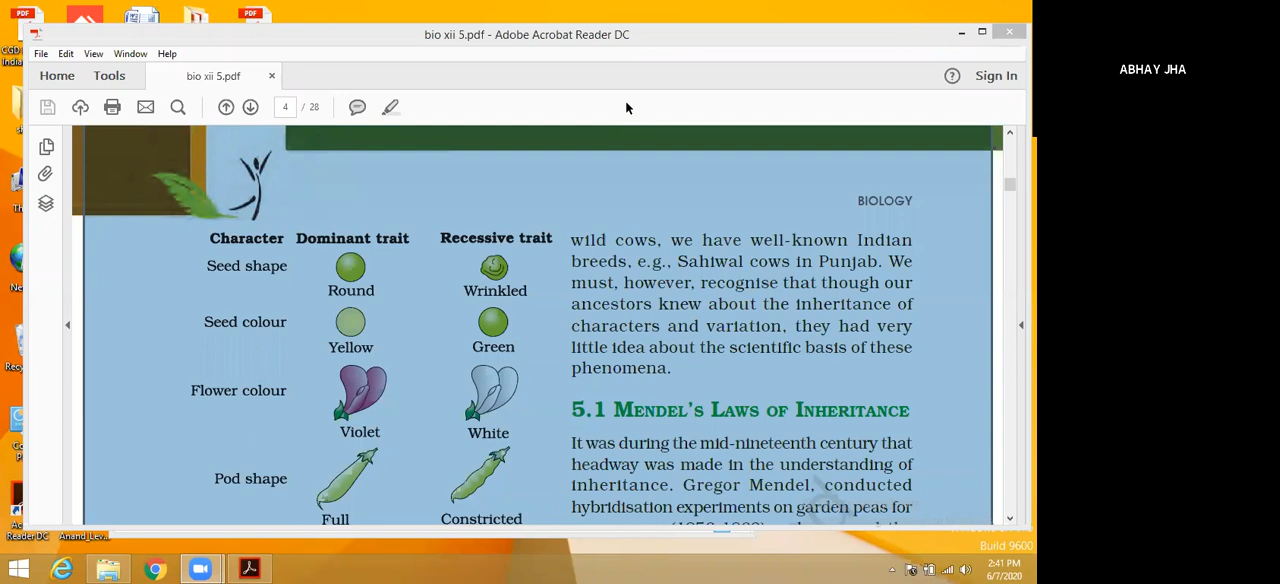 PDF
PDF
bio xii 5.pdf - Adobe Acrobat Reader DC
File Edit View Window Help
Home Tools bio xii 5.pdf × ? Sign In
4 / 28
ABHAY JHA
BIOLOGY
Character Dominant trait Recessive trait
Seed shape
Round Wrinkled
Seed colour
Yellow Green
Flower colour
Violet White
Pod shape
Full Constricted
wild cows, we have well-known Indian
breeds, e.g., Sahiwal cows in Punjab. We
must, however, recognise that though our
ancestors knew about the inheritance of
characters and variation, they had very
little idea about the scientific basis of these
phenomena.
5.1 MENDEL'S LAWS OF INHERITANCE
It was during the mid-nineteenth century that
headway was made in the understanding of
inheritance. Gregor Mendel, conducted
hybridisation experiments on garden peas for
Reader DC Anand_Lev...
Build 9600
2:41 PM
6/7/2020